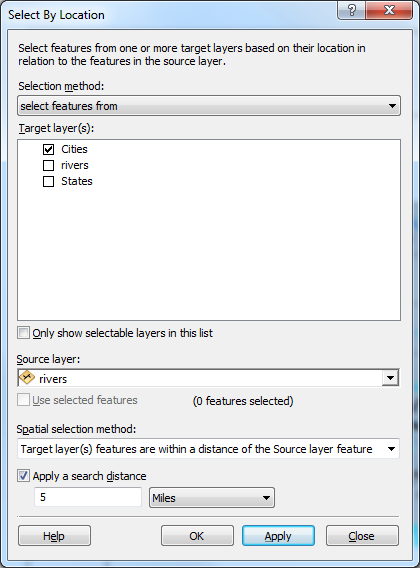 Select By Location
?
Select features from one or more target layers based on their location in
relation to the features in the source layer.
Selection method:
select features from
Target layer(s):
Cities
rivers
States
Only show selectable layers in this list
Source layer:
rivers
Use selected features (0 features selected)
Spatial selection method:
Target layer(s) features are within a distance of the Source layer feature
Apply a search distance
5 Miles
Help OK Apply Close